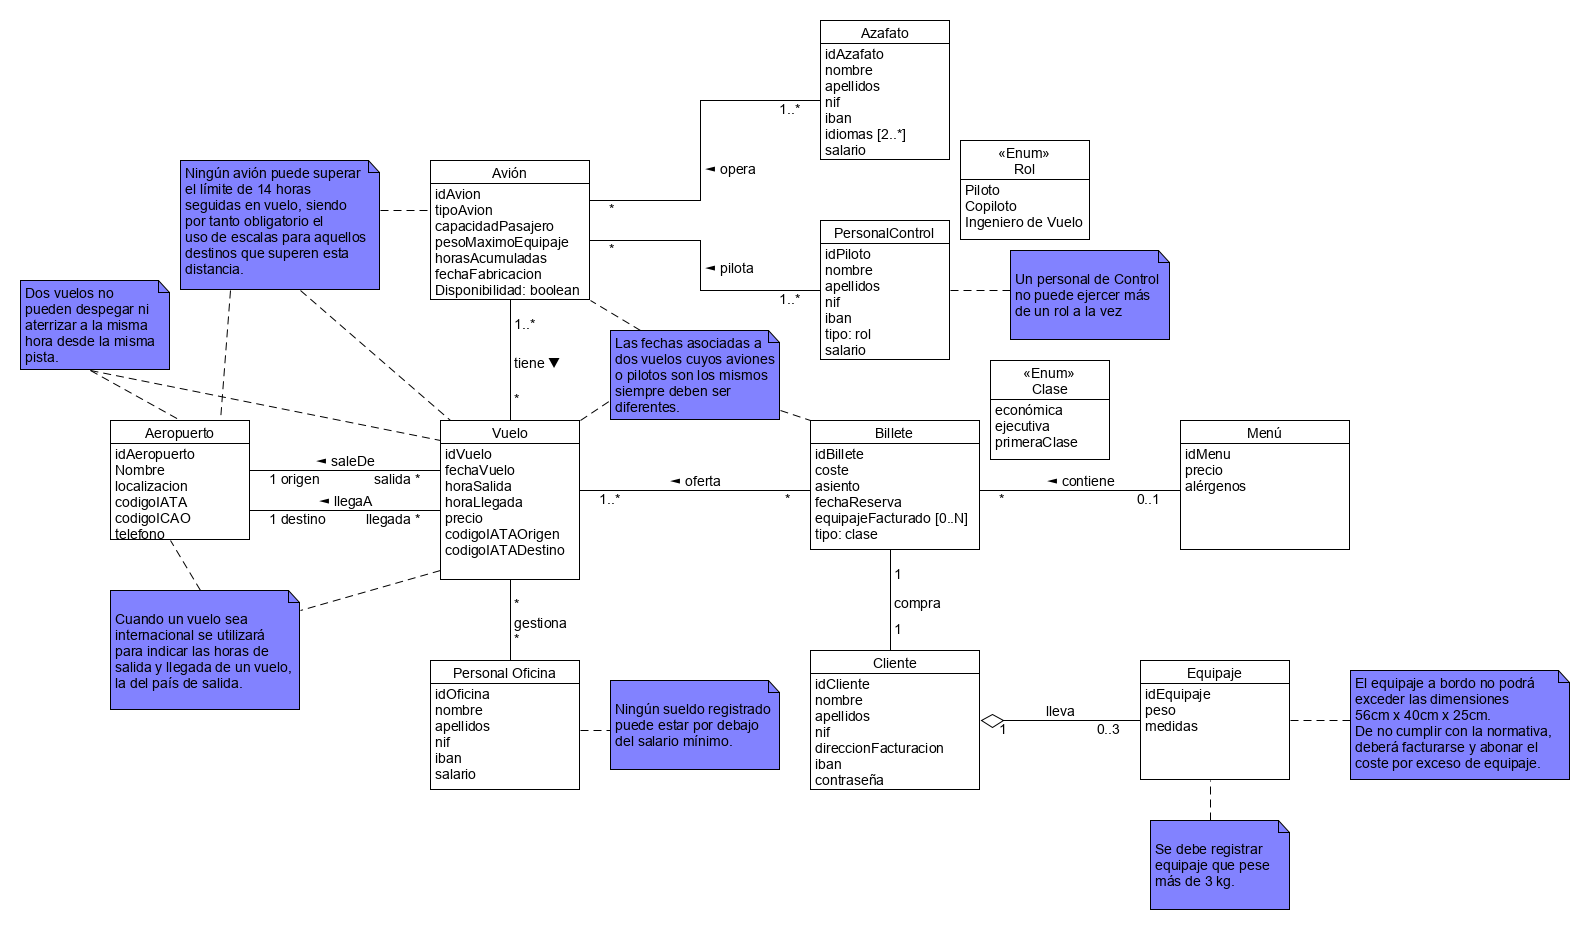 Azafato
idAzafato
nombre
apellidos
nif
iban
idiomas [2..*]
salario
1..*
◄ opera
*
«Enum»
Rol
Piloto
Copiloto
Ingeniero de Vuelo
Ningún avión puede superar
el límite de 14 horas
seguidas en vuelo, siendo
por tanto obligatorio el
uso de escalas para aquellos
destinos que superen esta
distancia.
Avión
idAvion
tipoAvion
capacidadPasajero
pesoMaximoEquipaje
horasAcumuladas
fechaFabricacion
Disponibilidad: boolean
PersonalControl
idPiloto
nombre
apellidos
nif
iban
tipo: rol
salario
*
◄ pilota
1..*
Un personal de Control
no puede ejercer más
de un rol a la vez
Dos vuelos no
pueden despegar ni
aterrizar a la misma
hora desde la misma
pista.
1..*
tiene ▼
*
Las fechas asociadas a
dos vuelos cuyos aviones
o pilotos son los mismos
siempre deben ser
diferentes.
«Enum»
Clase
económica
ejecutiva
primeraClase
Aeropuerto
idAeropuerto
Nombre
localizacion
codigoIATA
codigoICAO
telefono
◄ saleDe
1 origen
salida *
◄ llegaA
1 destino
llegada *
Vuelo
idVuelo
fechaVuelo
horaSalida
horaLlegada
precio
codigoIATAOrigen
codigoIATADestino
◄ oferta
1..*
*
Billete
idBillete
coste
asiento
fechaReserva
equipajeFacturado [0..N]
tipo: clase
◄ contiene
*
0..1
Menú
idMenu
precio
alérgenos
Cuando un vuelo sea
internacional se utilizará
para indicar las horas de
salida y llegada de un vuelo,
la del país de salida.
*
gestiona
*
1
compra
1
Personal Oficina
idOficina
nombre
apellidos
nif
iban
salario
Ningún sueldo registrado
puede estar por debajo
del salario mínimo.
Cliente
idCliente
nombre
apellidos
nif
direccionFacturacion
iban
contraseña
lleva
1
0..3
Equipaje
idEquipaje
peso
medidas
El equipaje a bordo no podrá
exceder las dimensiones
56cm x 40cm x 25cm.
De no cumplir con la normativa,
deberá facturarse y abonar el
coste por exceso de equipaje.
Se debe registrar
equipaje que pese
más de 3 kg.